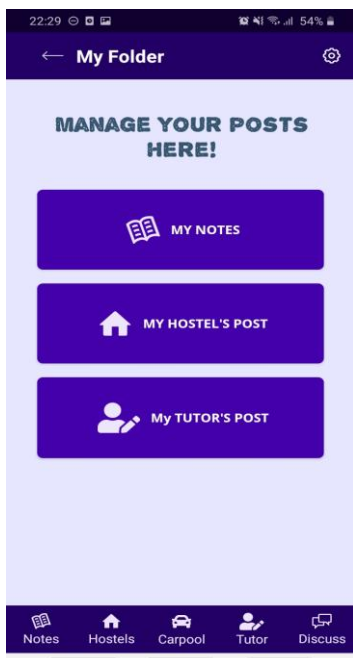 22:29 54%
My Folder
MANAGE YOUR POSTS
HERE!
MY NOTES
MY HOSTEL'S POST
My TUTOR'S POST
Notes Hostels Carpool Tutor Discuss